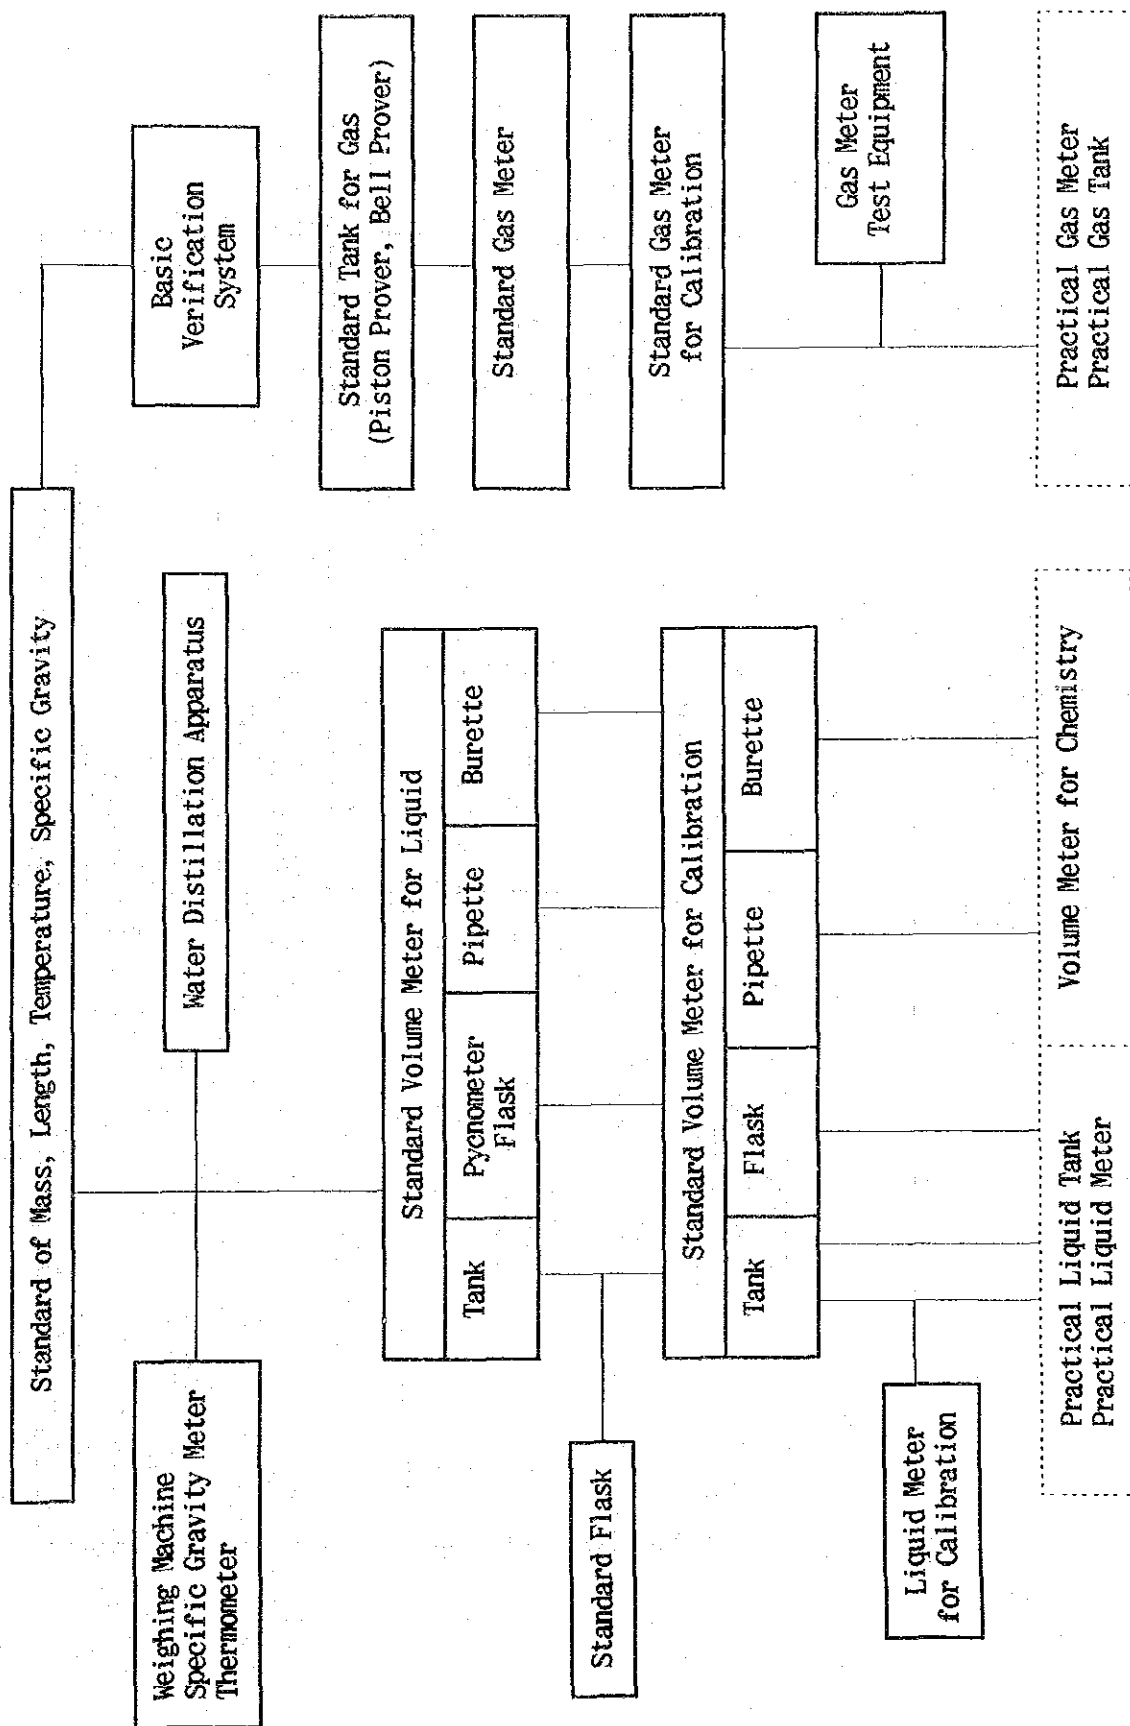 Standard of Mass, Length, Temperature, Specific Gravity
Weighing Machine
Specific Gravity Meter
Thermometer
Water Distillation Apparatus
Basic
Verification
System
Standard Tank for Gas
(Piston Prover, Bell Prover)
Standard Volume Meter for Liquid
Tank
Pycnometer
Flask
Pipette
Burette
Standard Gas Meter
Standard Flask
Standard Gas Meter
for Calibration
Standard Volume Meter for Calibration
Tank
Flask
Pipette
Burette
Gas Meter
Test Equipment
Liquid Meter
for Calibration
Practical Liquid Tank
Practical Liquid Meter
Volume Meter for Chemistry
Practical Gas Meter
Practical Gas Tank